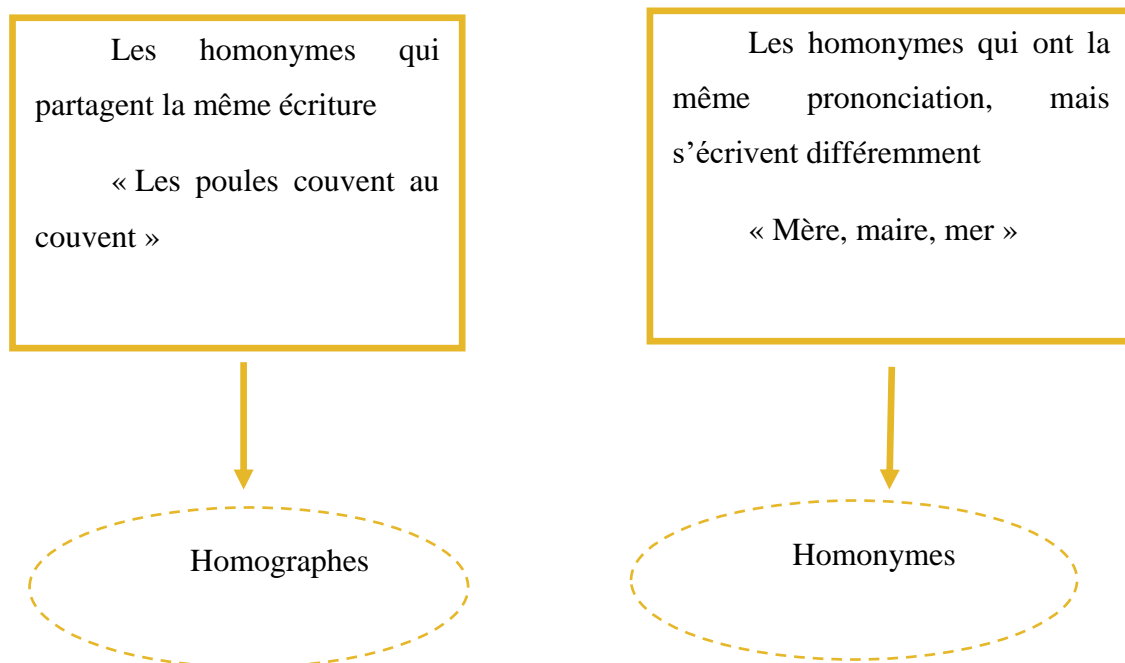 Les homonymes qui
partagent la même écriture
« Les poules couvent au
couvent »
Les homonymes qui ont la
même prononciation, mais
s’écrivent différemment
« Mère, maire, mer »
Homographes
Homonymes